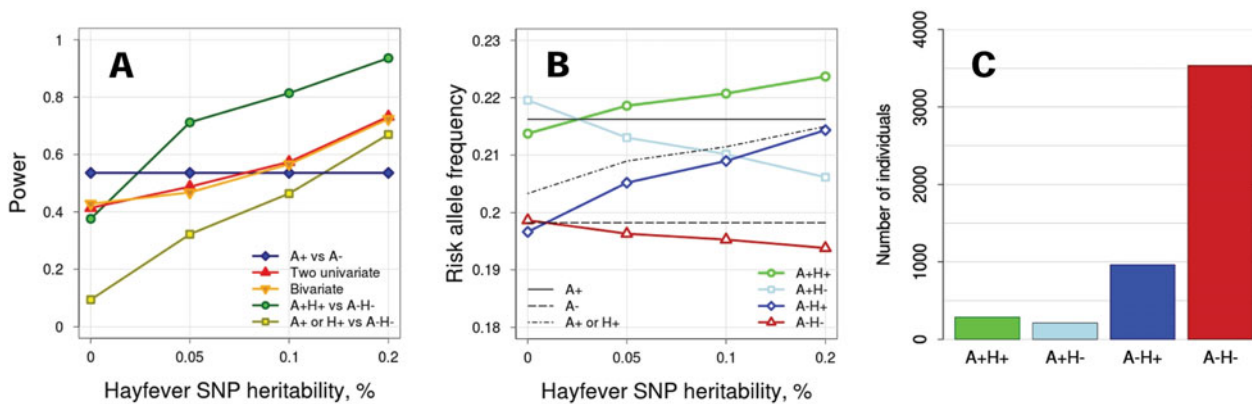 A
Power
1
0.8
0.6
0.4
0.2
0
0
0.05
0.1
0.2
Hayfever SNP heritability, %
A+ vs A-
Two univariate
Bivariate
A+H+ vs A-H-
A+ or H+ vs A-H-
B
Risk allele frequency
0.23
0.22
0.21
0.2
0.19
0.18
0
0.05
0.1
0.2
Hayfever SNP heritability, %
A+
A-
A+ or H+
A+H+
A+H-
A-H+
A-H-
C
Number of individuals
4000
3000
2000
1000
0
A+H+
A+H-
A-H+
A-H-